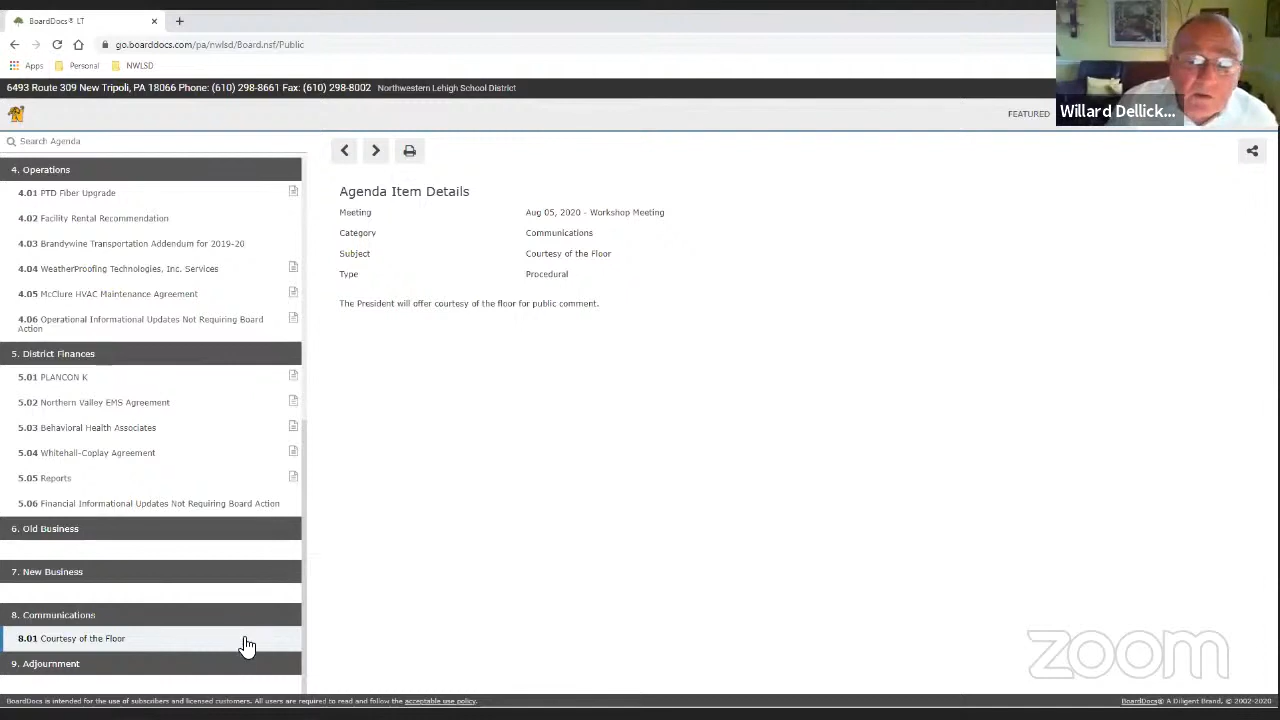 BoardDocs® LT
go.boarddocs.com/pa/nwlsd/Board.nsf/Public
Apps Personal NWLSD
6493 Route 309 New Tripoli, PA 18066 Phone: (610) 298-8661 Fax: (610) 298-8002 Northwestern Lehigh School District
FEATURED
Willard Dellick...
Search Agenda
4. Operations
4.01 PTD Fiber Upgrade
4.02 Facility Rental Recommendation
4.03 Brandywine Transportation Addendum for 2019-20
4.04 WeatherProofing Technologies, Inc. Services
4.05 McClure HVAC Maintenance Agreement
4.06 Operational Informational Updates Not Requiring Board
Action
5. District Finances
5.01 PLANCON K
5.02 Northern Valley EMS Agreement
5.03 Behavioral Health Associates
5.04 Whitehall-Coplay Agreement
5.05 Reports
5.06 Financial Informational Updates Not Requiring Board Action
6. Old Business
7. New Business
8. Communications
8.01 Courtesy of the Floor
9. Adjournment
Agenda Item Details
Meeting Aug 05, 2020 - Workshop Meeting
Category Communications
Subject Courtesy of the Floor
Type Procedural
The President will offer courtesy of the floor for public comment.
zoom
BoardDocs is intended for the use of subscribers and licensed customers. All users are required to read and follow the acceptable use policy.
BoardDocs® A Diligent Brand, © 2002-2020